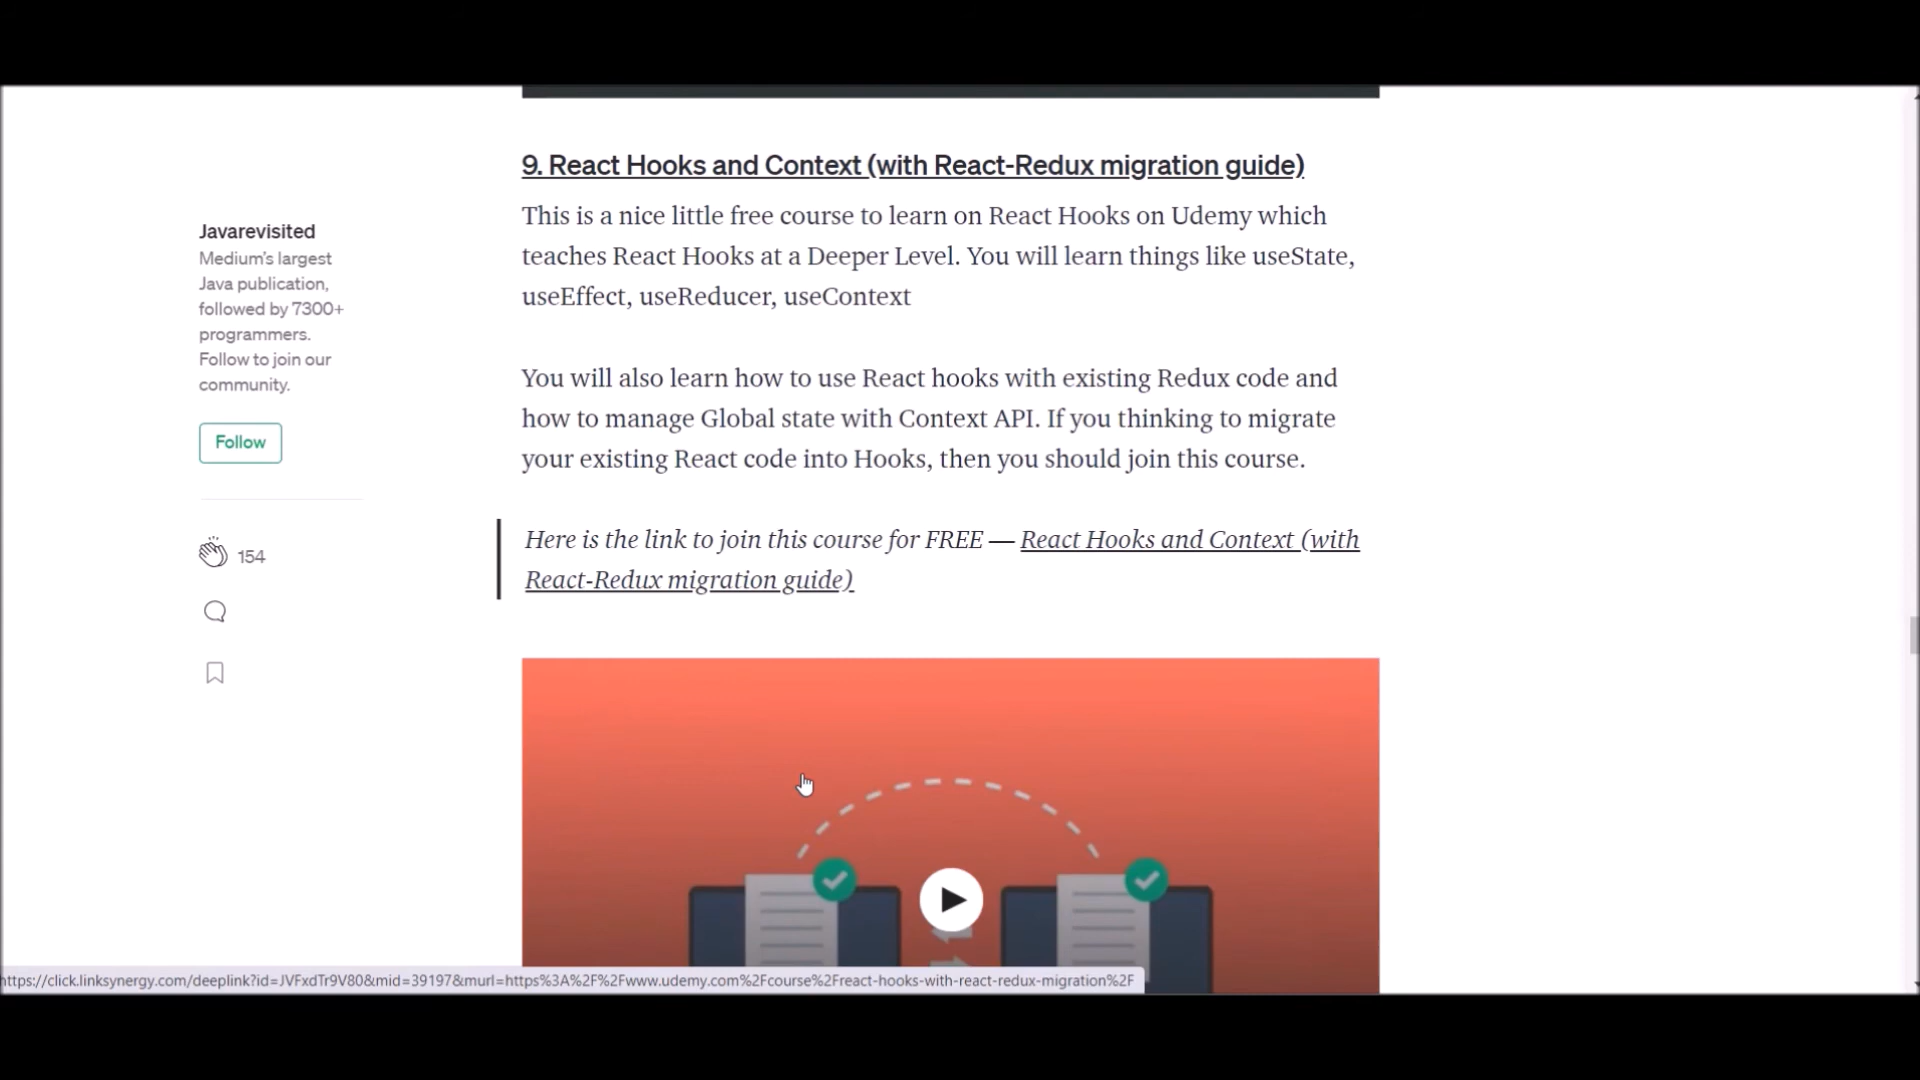 9. React Hooks and Context (with React-Redux migration guide)
This is a nice little free course to learn on React Hooks on Udemy which
teaches React Hooks at a Deeper Level. You will learn things like useState,
useEffect, useReducer, useContext
You will also learn how to use React hooks with existing Redux code and
how to manage Global state with Context API. If you thinking to migrate
your existing React code into Hooks, then you should join this course.
Here is the link to join this course for FREE — React Hooks and Context (with
React-Redux migration guide)
Javarevisited
Medium's largest
Java publication,
followed by 7300+
programmers.
Follow to join our
community.
Follow
154
https://click.linksynergy.com/deeplink?id=JVFxdTr9V80&mid=39197&murl=https%3A%2F%2Fwww.udemy.com%2Fcourse%2Freact-hooks-with-react-redux-migration%2F